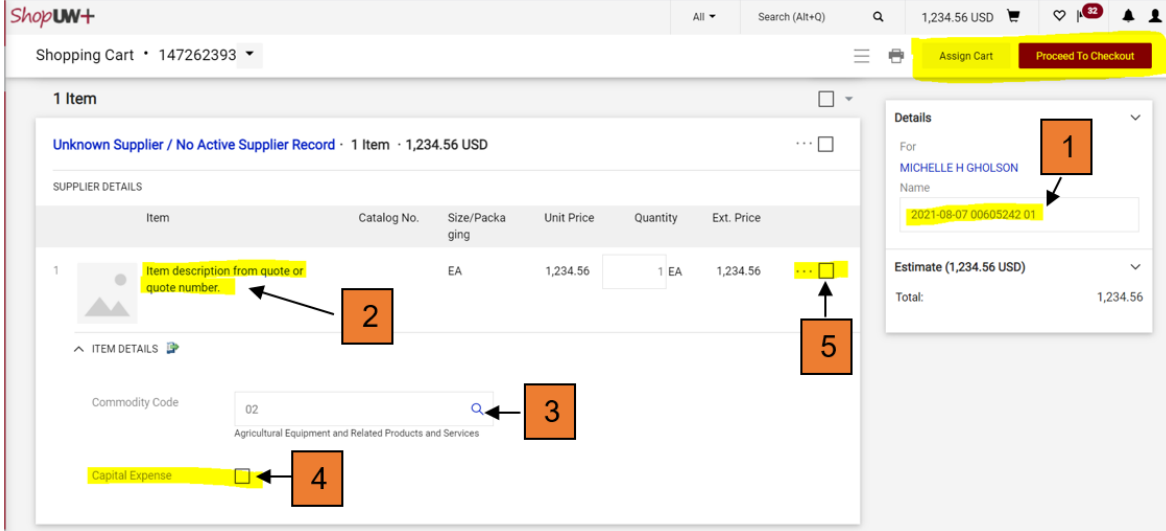 ShopUW+
All
Search (Alt+Q)
1,234.56 USD
32
Shopping Cart • 147262393
Assign Cart
Proceed To Checkout
1 Item
Unknown Supplier / No Active Supplier Record · 1 Item · 1,234.56 USD
...
SUPPLIER DETAILS
Item
Catalog No.
Size/Packa
ging
Unit Price
Quantity
Ext. Price
1
Item description from quote or
quote number.
EA
1,234.56
1 EA
1,234.56
...
2
5
ITEM DETAILS
Commodity Code
02
3
Agricultural Equipment and Related Products and Services
Capital Expense
4
Details
1
For
MICHELLE H GHOLSON
Name
2021-08-07 00605242 01
Estimate (1,234.56 USD)
Total:
1,234.56